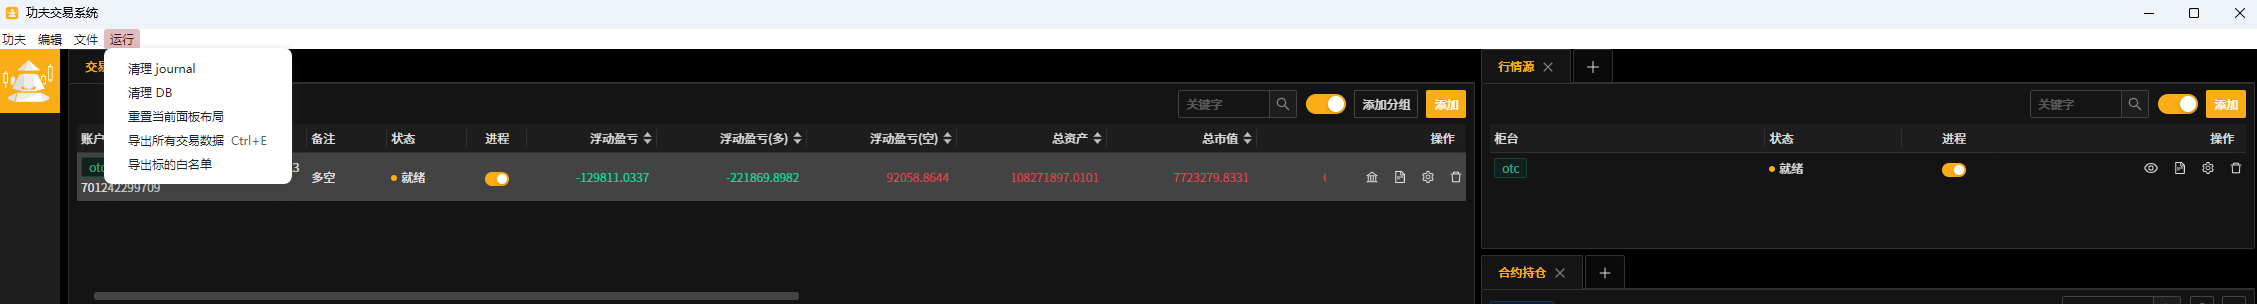 功夫交易系统
功夫 编辑 文件 运行
清理 journal
清理 DB
重置当前面板布局
导出所有交易数据 Ctrl+E
导出标的白名单
关键字 添加分组 添加
备注 状态 进程 浮动盈亏 浮动盈亏(多) 浮动盈亏(空) 总资产 总市值 操作
多空 就绪 -129811.0337 -221869.8982 92058.8644 108271897.0101 7723279.8331
701242299709
行情源
关键字 添加
柜台 状态 进程 操作
otc 就绪
合约持仓